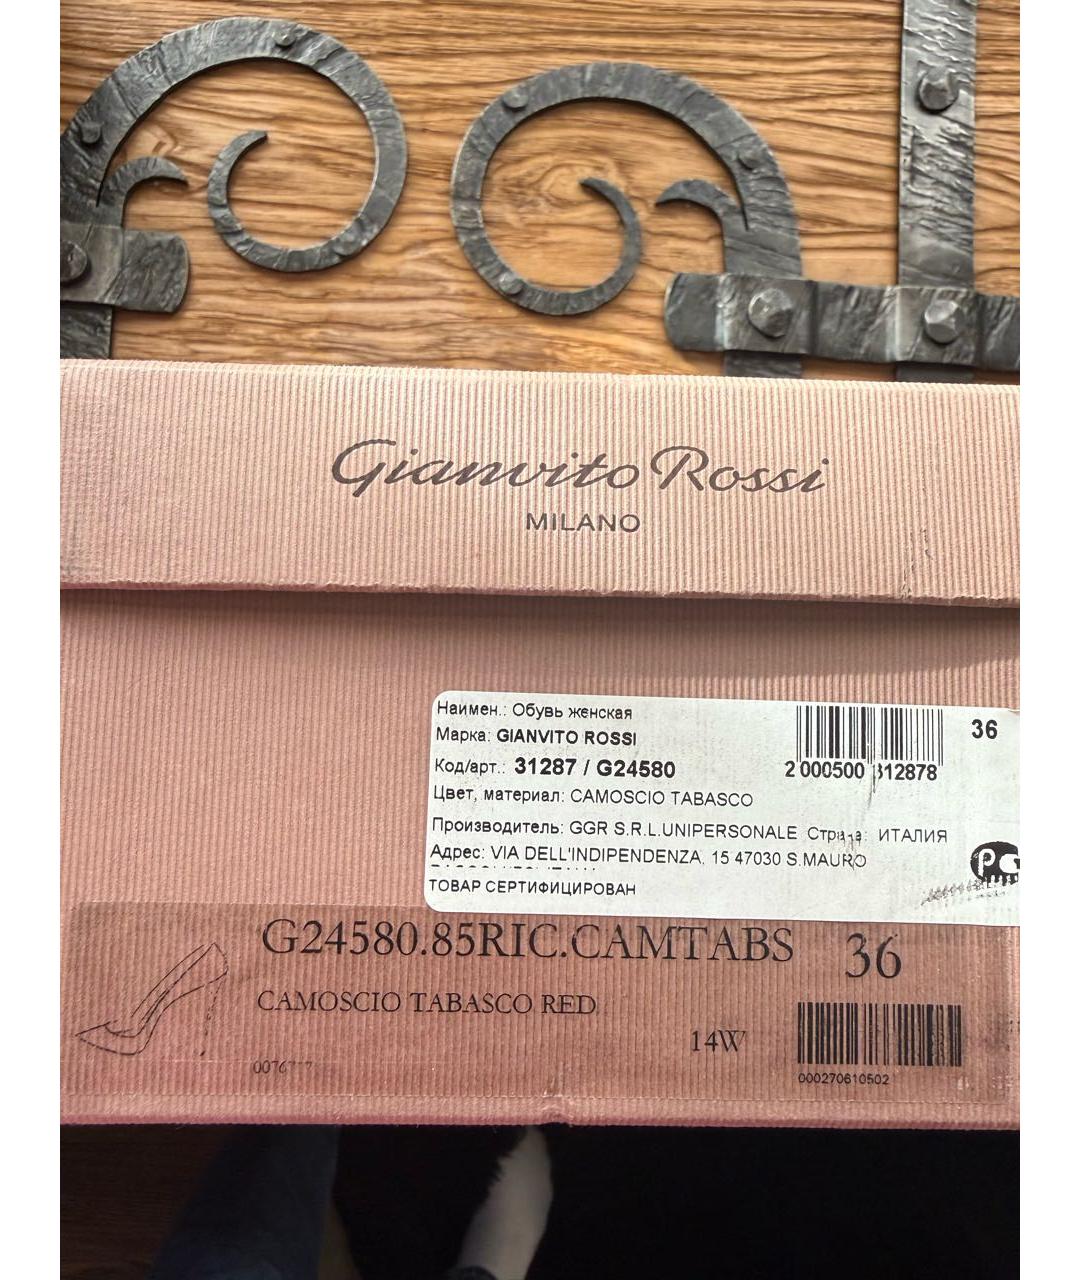 Gianvito Rossi
MILANO
Наимен.: Обувь женская
Марка: GIANVITO ROSSI
Код/арт.: 31287 / G24580
2 000500 312878
36
Цвет, материал: CAMOSCIO TABASCO
Производитель: GGR S.R.L.UNIPERSONALE Страна: ИТАЛИЯ
Адрес: VIA DELL'INDIPENDENZA, 15 47030 S.MAURO
ТОВАР СЕРТИФИЦИРОВАН
G24580.85RIC.CAMTABS 36
CAMOSCIO TABASCO RED
14W
000270610502